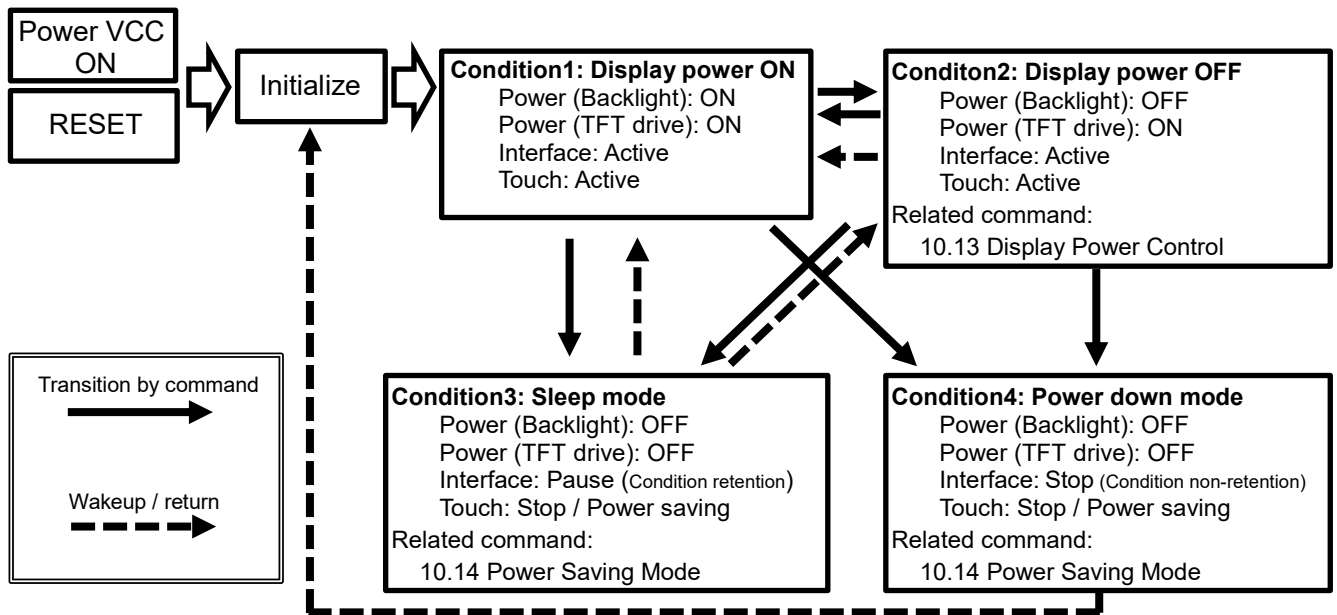 Power VCC
ON
RESET
Initialize
Condition1: Display power ON
Power (Backlight): ON
Power (TFT drive): ON
Interface: Active
Touch: Active
Conditon2: Display power OFF
Power (Backlight): OFF
Power (TFT drive): ON
Interface: Active
Touch: Active
Related command:
10.13 Display Power Control
Transition by command
Wakeup / return
Condition3: Sleep mode
Power (Backlight): OFF
Power (TFT drive): OFF
Interface: Pause (Condition retention)
Touch: Stop / Power saving
Related command:
10.14 Power Saving Mode
Condition4: Power down mode
Power (Backlight): OFF
Power (TFT drive): OFF
Interface: Stop (Condition non-retention)
Touch: Stop / Power saving
Related command:
10.14 Power Saving Mode